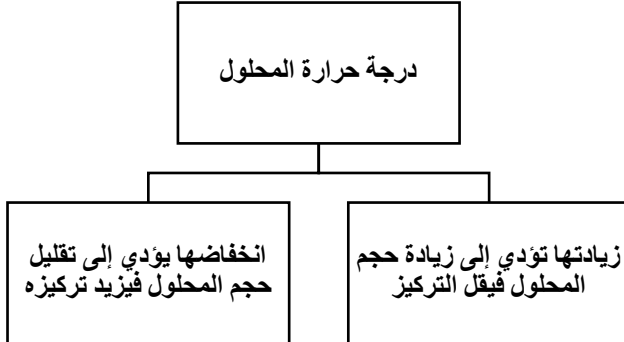 درجة حرارة المحلول
زيادتها تؤدي إلى زيادة حجم
المحلول فيقل التركيز
انخفاضها يؤدي إلى تقليل
حجم المحلول فيزيد تركيزه